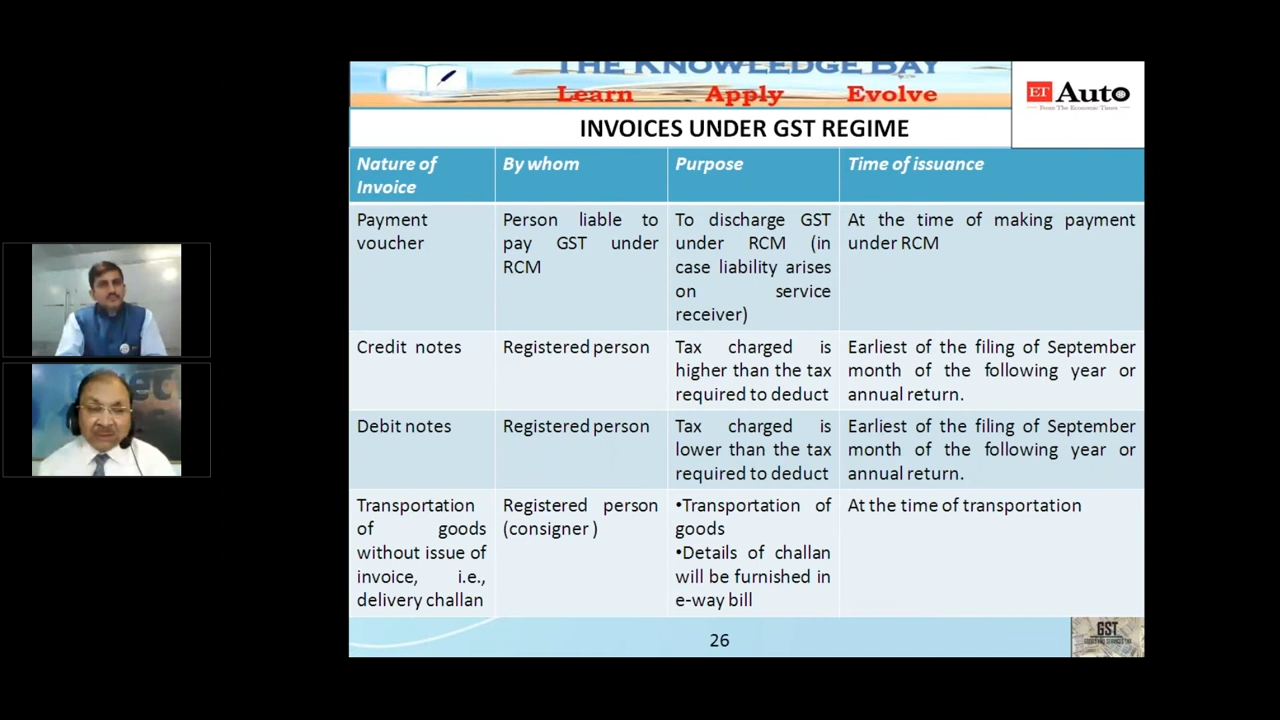 THE KNOWLEDGE BAY
Learn Apply Evolve
ET Auto
From The Economic Times
INVOICES UNDER GST REGIME
Nature of
Invoice
By whom
Purpose
Time of issuance
Payment
voucher
Person liable to
pay GST under
RCM
To discharge GST
under RCM (in
case liability arises
on service
receiver)
At the time of making payment
under RCM
Credit notes
Registered person
Tax charged is
higher than the tax
required to deduct
Earliest of the filing of September
month of the following year or
annual return.
Debit notes
Registered person
Tax charged is
lower than the tax
required to deduct
Earliest of the filing of September
month of the following year or
annual return.
Transportation
of goods
without issue of
invoice, i.e.,
delivery challan
Registered person
(consigner )
•Transportation of
goods
•Details of challan
will be furnished in
e-way bill
At the time of transportation
26
GST